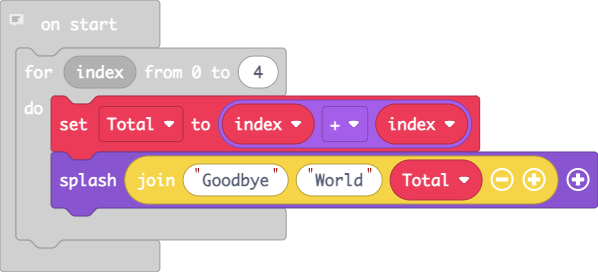 on start
for index from 0 to 4
do
set Total to index + index
splash join "Goodbye" "World" Total